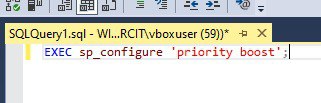 SQLQuery1.sql - WI...RCIT\vboxuser (59))*
EXEC sp_configure 'priority boost';